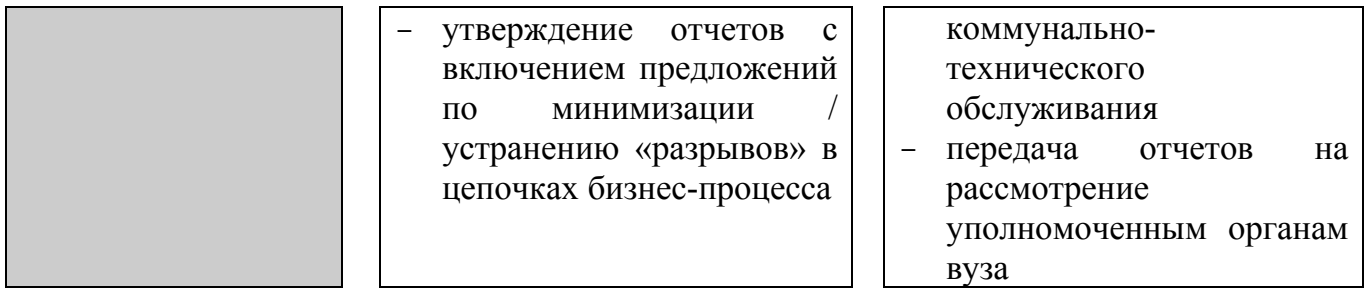 – утверждение отчетов с
включением предложений
по минимизации /
устранению «разрывов» в
цепочках бизнес-процесса
коммунально-
технического
обслуживания
– передача отчетов на
рассмотрение
уполномоченным органам
вуза